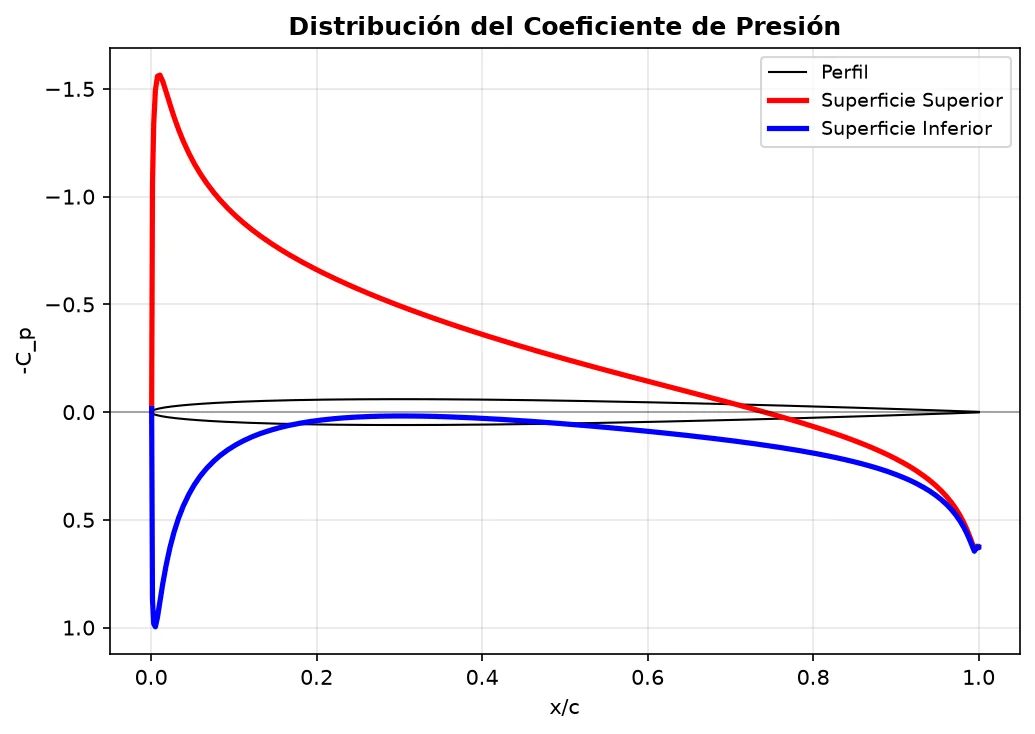 Distribución del Coeficiente de Presión
Perfil
Superficie Superior
Superficie Inferior
-C_p
−1.5
−1.0
−0.5
0.0
0.5
1.0
0.0 0.2 0.4 0.6 0.8 1.0
x/c